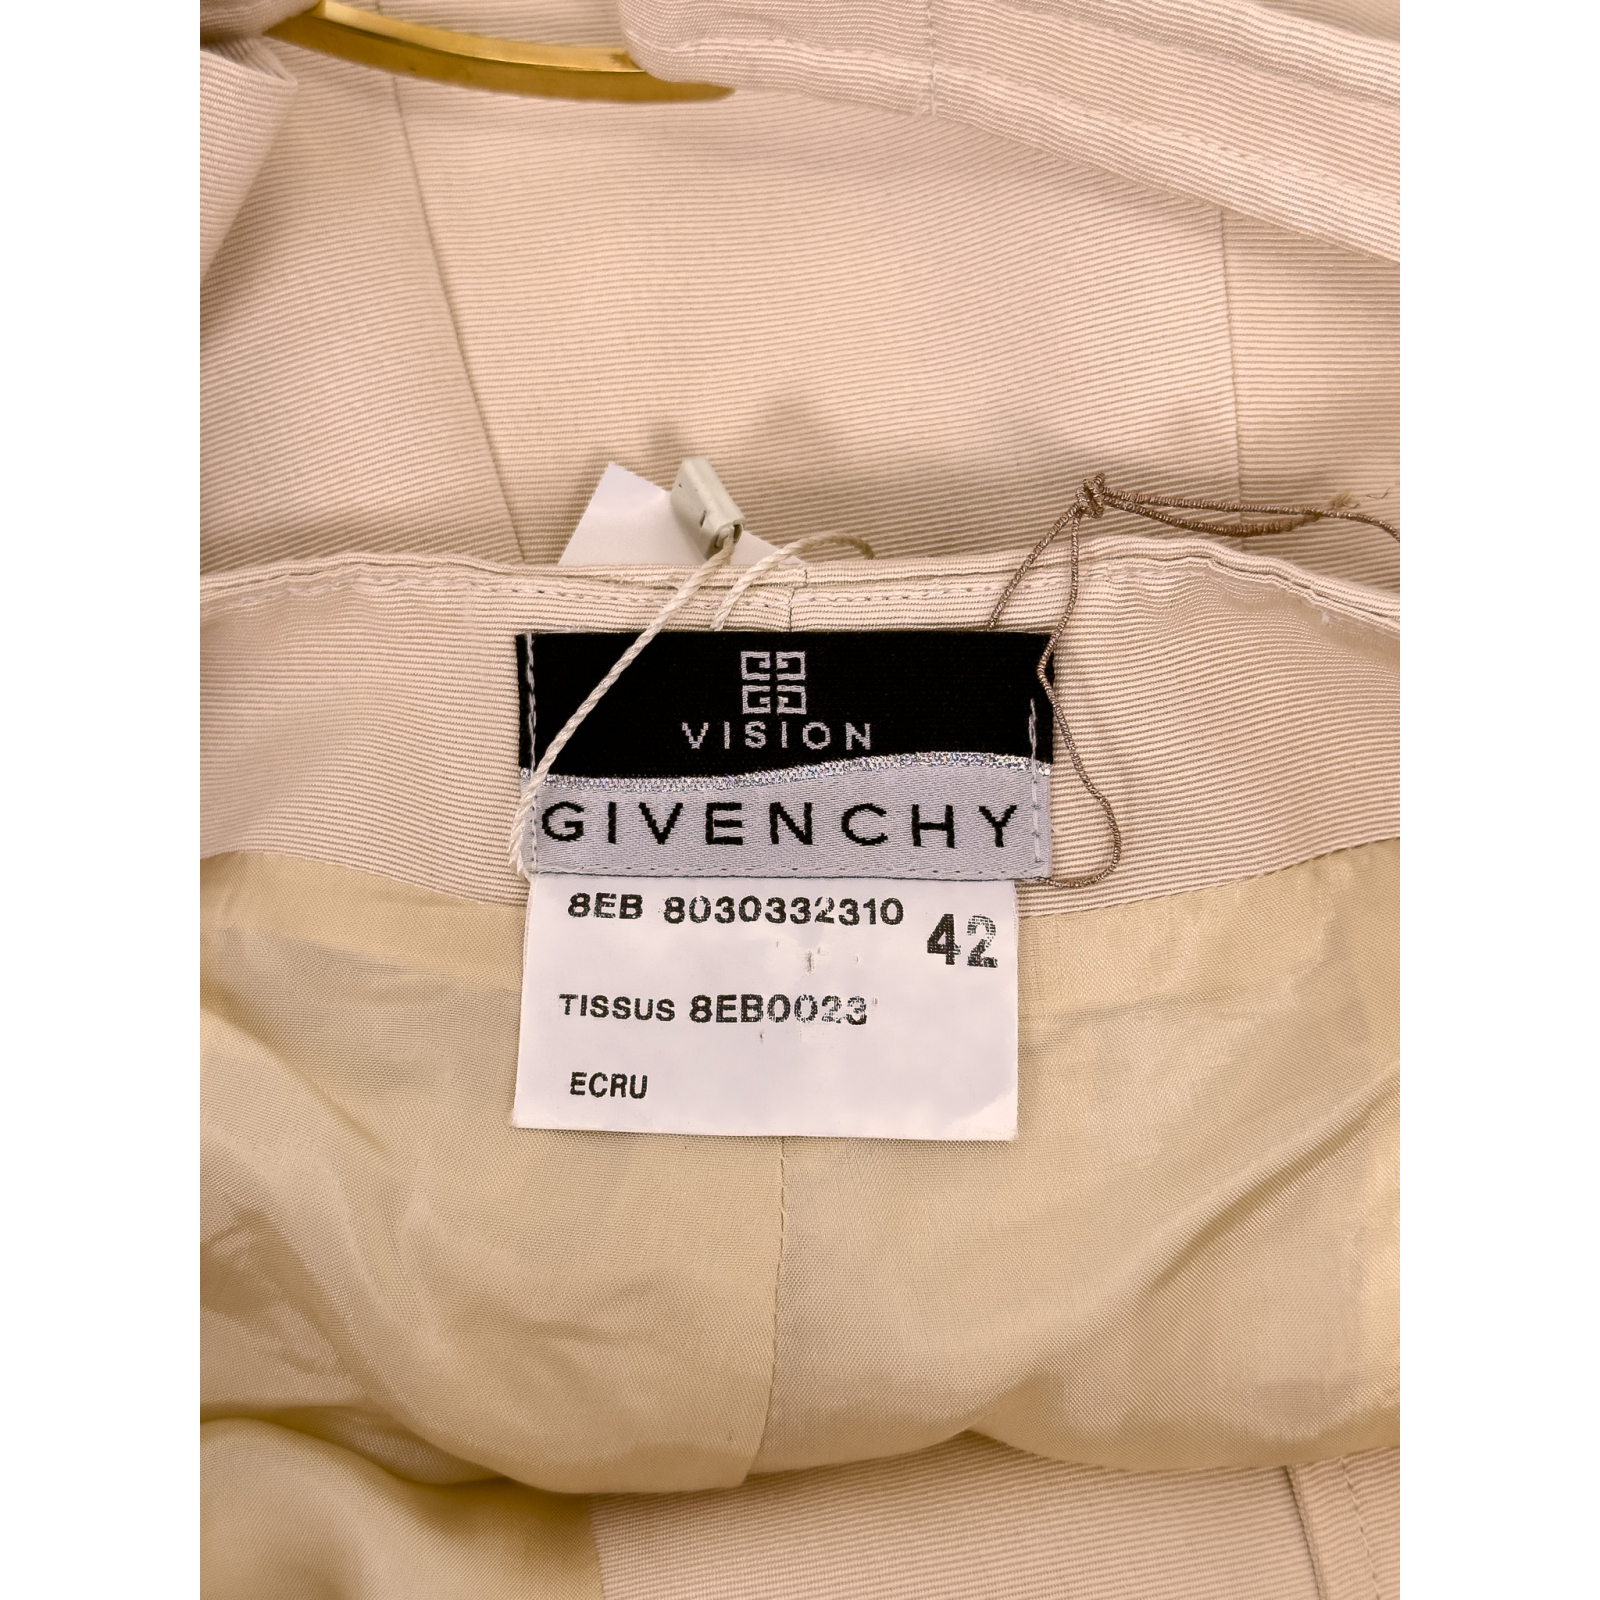 VISION
GIVENCHY
8EB 8030332310 42
TISSUS 8EB0023
ECRU